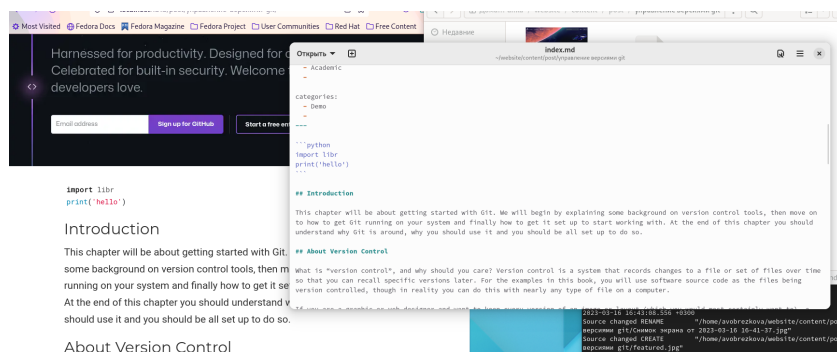 Most Visited Fedora Docs Fedora Magazine Fedora Project User Communities Red Hat Free Content
Harnessed for productivity. Designed for
Celebrated for built-in security. Welcome
developers love.
Email address
Sign up for GitHub
Start a free
import libr
print('hello')
Introduction
This chapter will be about getting started with Git.
some background on version control tools, then
running on your system and finally how to get it
At the end of this chapter you should understand
should use it and you should be all set up to do so.
About Version Control
Недавние
Открыть
index.md
~/website/content/post/управление версиями git
- Academic
-
categories:
- Demo
-
---
```python
import libr
print('hello')
```
## Introduction
This chapter will be about getting started with Git. We will begin by explaining some background on version control tools, then move on
to how to get Git running on your system and finally how to get it set up to start working with. At the end of this chapter you should
understand why Git is around, why you should use it and you should be all set up to do so.
## About Version Control
What is "version control", and why should you care? Version control is a system that records changes to a file or set of files over time
so that you can recall specific versions later. For the examples in this book, you will use software source code as the files being
version controlled, though in reality you can do this with nearly any type of file on a computer.
2023-03-16 16:43:08.556 +0300
Source changed RENAME "/home/avobrezkova/website/content/po
версиями git/Снимок экрана от 2023-03-16 16-41-37.jpg"
Source changed CREATE "/home/avobrezkova/website/content/po
версиями git/featured.jpg"